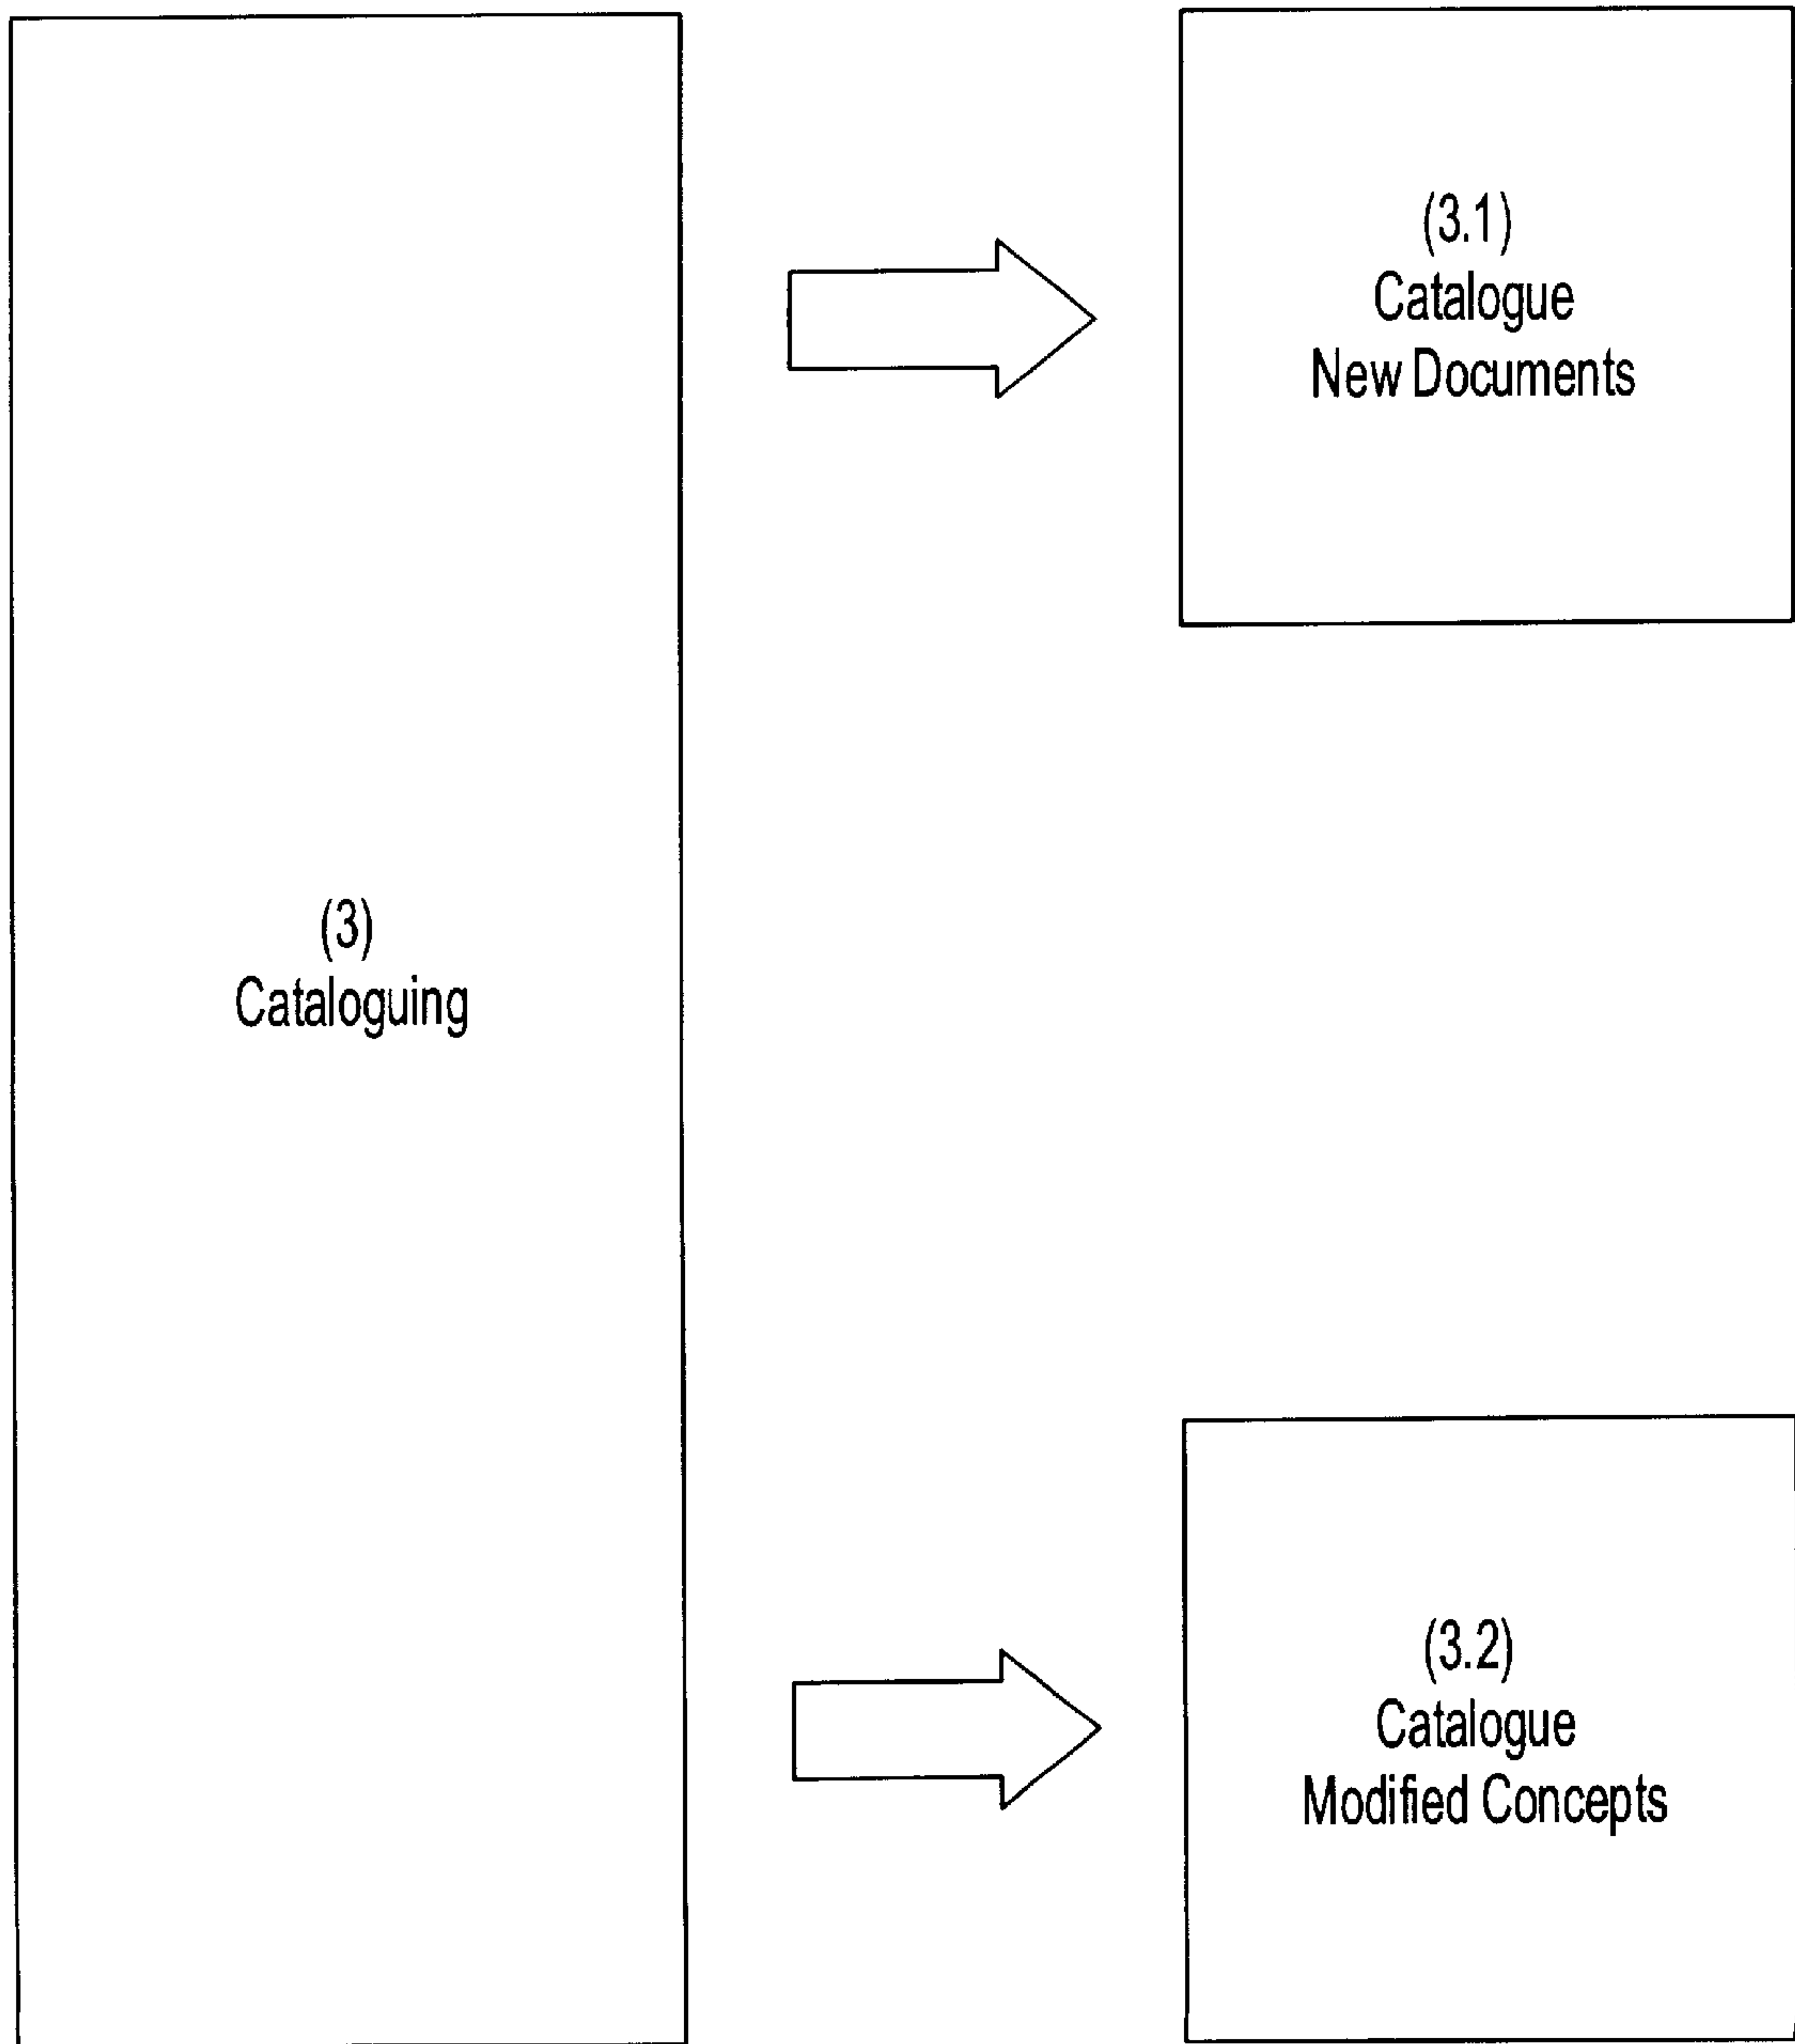 (3)
Cataloguing
(3.1)
Catalogue
New Documents
(3.2)
Catalogue
Modified Concepts